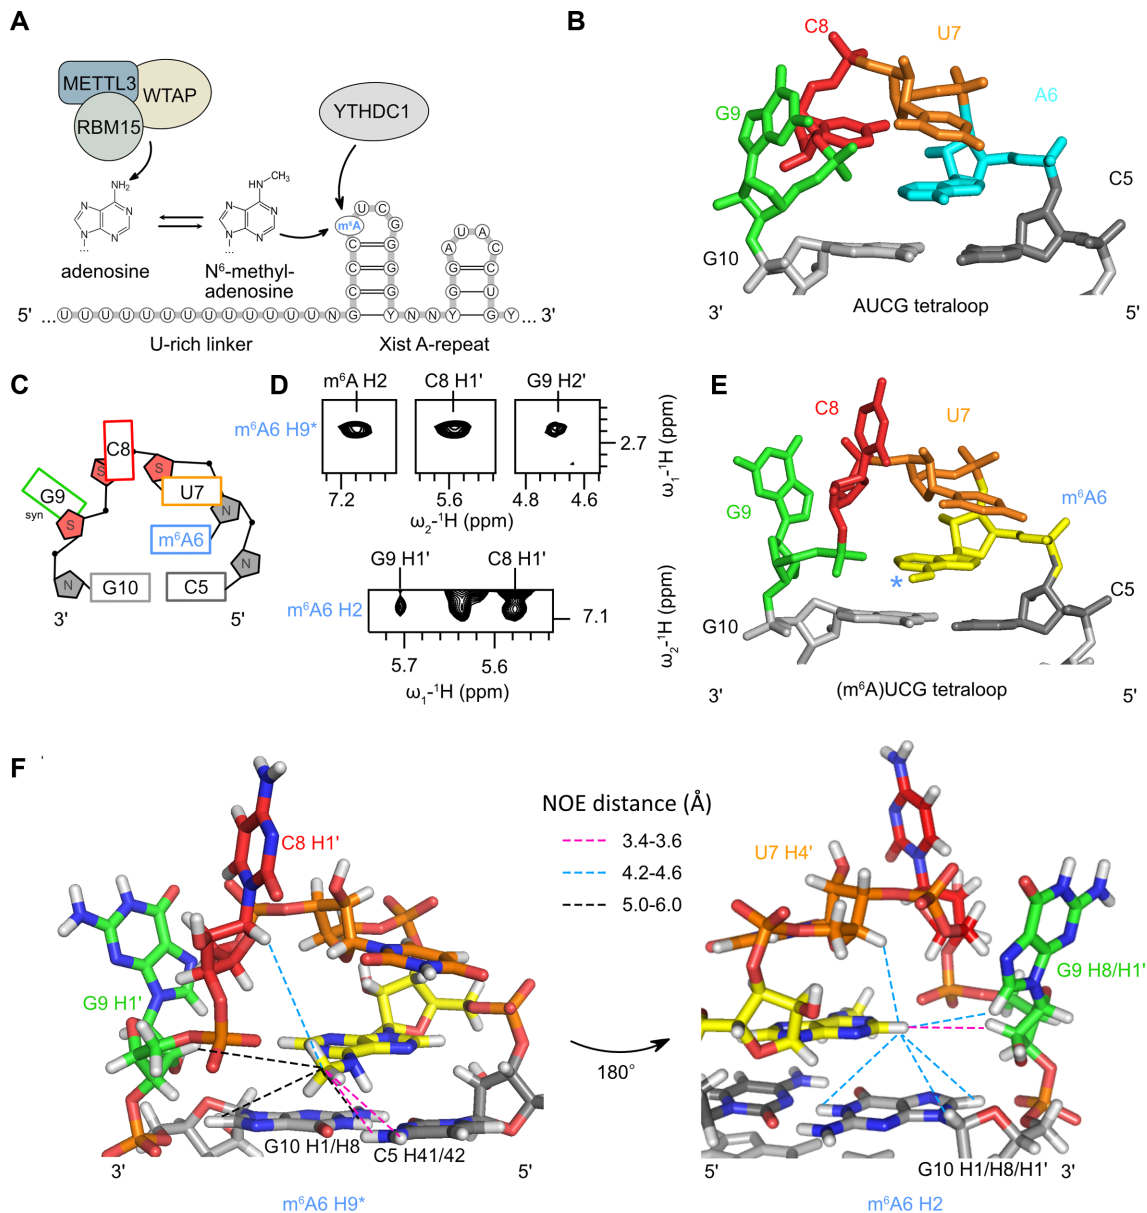 A
METTL3
WTAP
RBM15
YTHDC1
NH₂
N
N
N
N
...
adenosine
HN
CH₃
N
N
N
N
...
N⁶-methyl-
adenosine
m⁶A
U
C
G
C
G
C
G
C
G
C
G
A
U
A
C
G
C
G
U
5' ...
U U U U U U U U U U U U U N G
Y N N Y
G Y
... 3'
U-rich linker
Xist A-repeat
B
C8
U7
G9
A6
C5
G10
3'
AUCG tetraloop
5'
C
C8
S
S
G9
syn
S
U7
N
m⁶A6
N
N
G10
C5
3'
5'
D
m⁶A H2
C8 H1'
G9 H2'
m⁶A6 H9*
2.7
ω₁-¹H (ppm)
7.2
5.6
4.8
4.6
ω₂-¹H (ppm)
G9 H1'
C8 H1'
m⁶A6 H2
7.1
ω₂-¹H (ppm)
5.7
5.6
ω₁-¹H (ppm)
E
C8
U7
G9
m⁶A6
*
C5
G10
3'
(m⁶A)UCG tetraloop
5'
F
C8 H1'
G9 H1'
G10 H1/H8
C5 H41/42
3'
5'
m⁶A6 H9*
NOE distance (Å)
3.4-3.6
4.2-4.6
5.0-6.0
180°
U7 H4'
G9 H8/H1'
G10 H1/H8/H1'
5'
3'
m⁶A6 H2